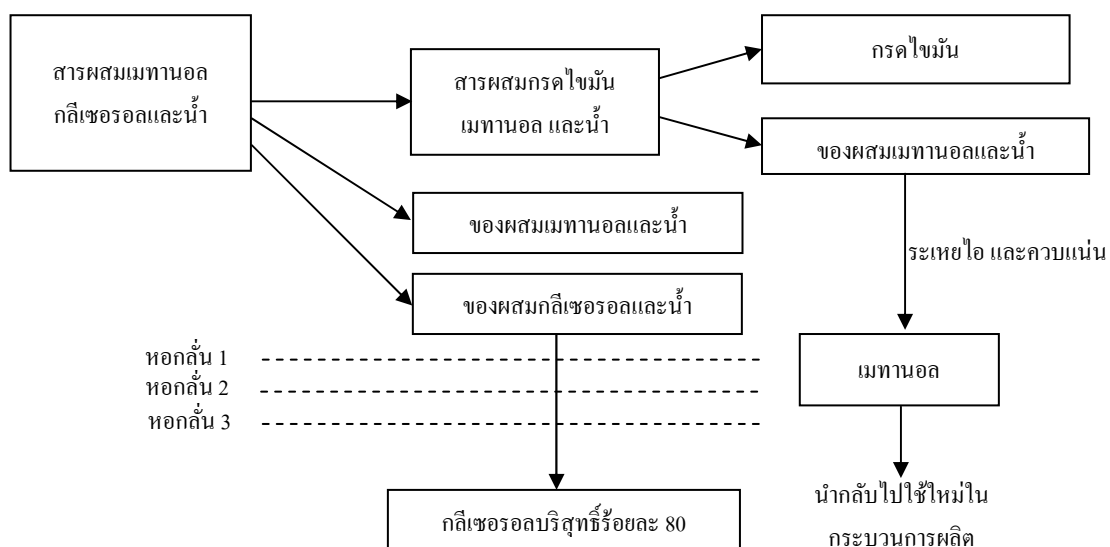 สารผสมเมทานอล
กลีเซอรอลและน้ำ
สารผสมกรดไขมัน
เมทานอล และน้ำ
กรดไขมัน
ของผสมเมทานอลและน้ำ
ของผสมเมทานอลและน้ำ
ระเหยไอ และควบแน่น
ของผสมกลีเซอรอลและน้ำ
หอกลั่น 1
หอกลั่น 2
หอกลั่น 3
เมทานอล
กลีเซอรอลบริสุทธิ์ร้อยละ 80
นำกลับไปใช้ใหม่ใน
กระบวนการผลิต